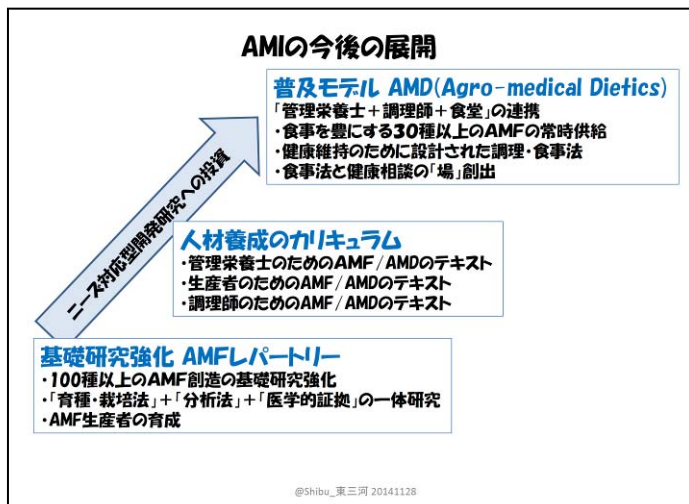 AMIの今後の展開
普及モデル AMD(Agro-medical Dietics)
「管理栄養士＋調理師＋食堂」の連携
・食事を豊にする30種以上のAMFの常時供給
・健康維持のために設計された調理・食事法
・食事法と健康相談の「場」創出
ニーズ対応型開発研究への投資
人材養成のカリキュラム
・管理栄養士のためのAMF/AMDのテキスト
・生産者のためのAMF/AMDのテキスト
・調理師のためのAMF/AMDのテキスト
基礎研究強化 AMFレパートリー
・100種以上のAMF創造の基礎研究強化
・「育種・栽培法」＋「分析法」＋「医学的証拠」の一体研究
・AMF生産者の育成
@Shibu_東三河 20141128